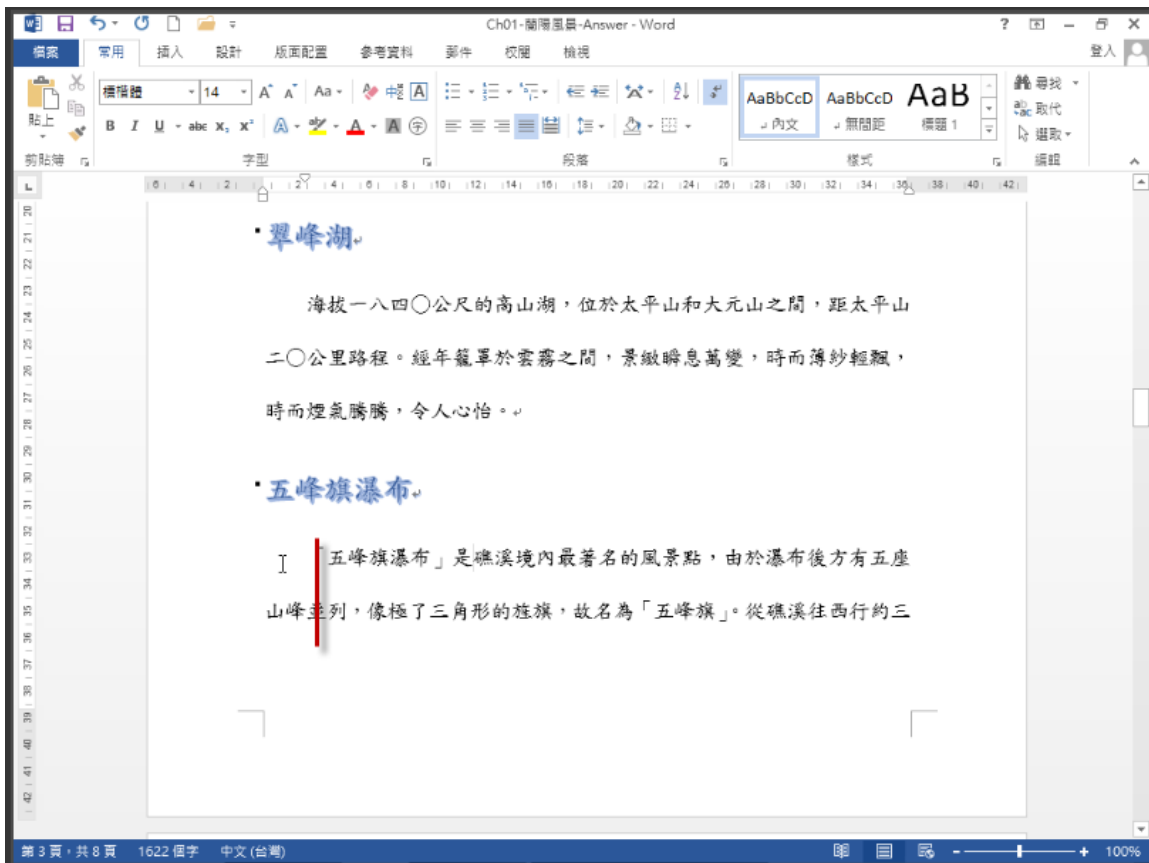 Ch01-蘭陽風景-Answer - Word
檔案 常用 插入 設計 版面配置 參考資料 郵件 校閱 檢視 登入
標楷體 14 AaBbCcD AaBbCcD AaB 尋找
貼上 內文 無間距 標題 1 取代
選取
剪貼簿 字型 段落 樣式 編輯
翠峰湖
海拔一八四〇公尺的高山湖,位於太平山和大元山之間,距太平山
二〇公里路程。經年籠罩於雲霧之間,景緻瞬息萬變,時而薄紗輕飄,
時而煙氣騰騰,令人心怡。
五峰旗瀑布
「五峰旗瀑布」是礁溪境內最著名的風景點,由於瀑布後方有五座
山峰並列,像極了三角形的旌旗,故名為「五峰旗」。從礁溪往西行約三
第 3 頁,共 8 頁 1622 個字 中文 (台灣) 100%